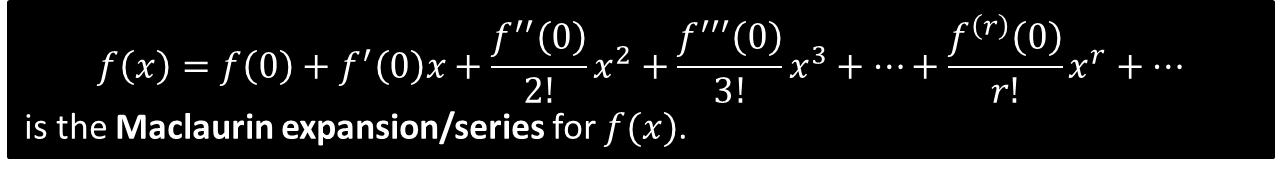 f(x) = f(0) + f′(0)x + f″(0)/2! x² + f‴(0)/3! x³ + ⋯ + f⁽ʳ⁾(0)/r! xʳ + ⋯
is the Maclaurin expansion/series for f(x).